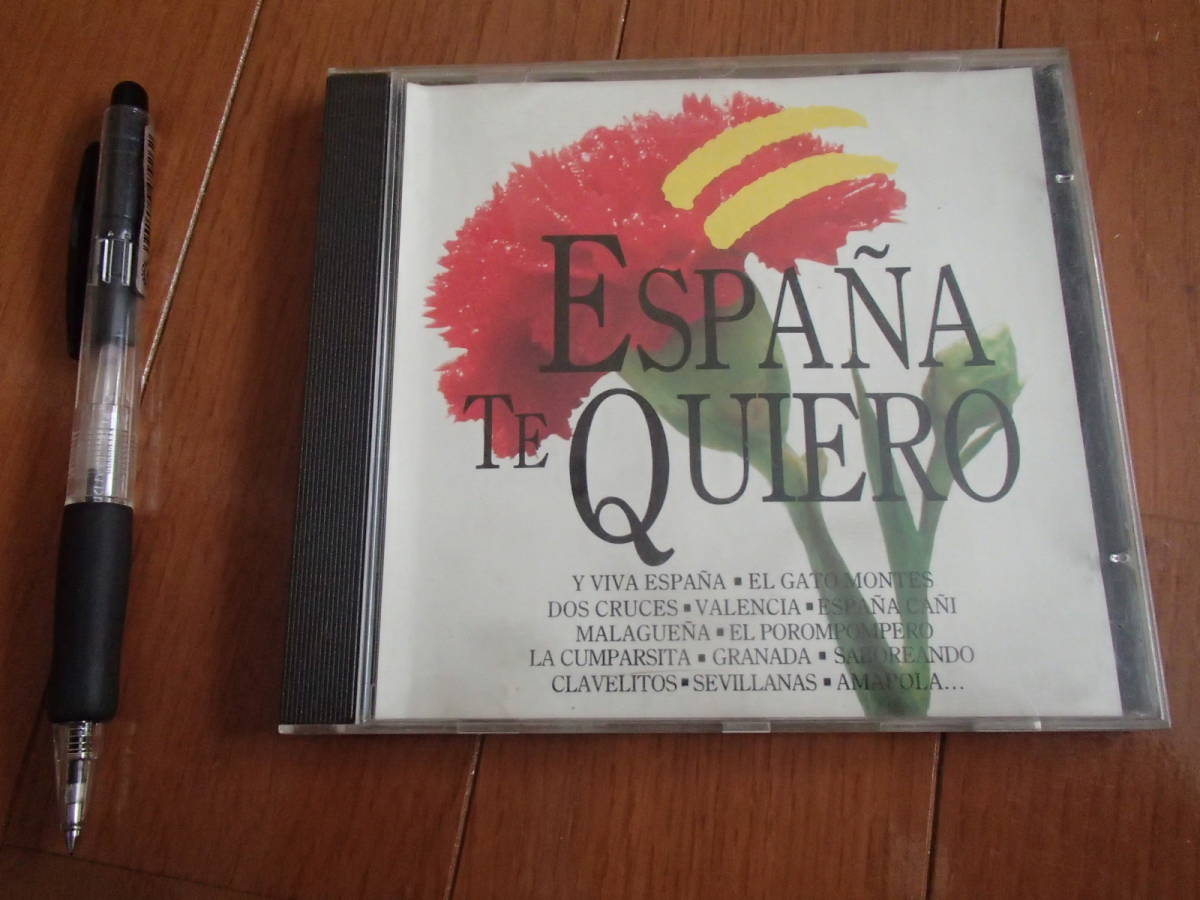 ESPAÑA
TE QUIERO
Y VIVA ESPAÑA ▪ EL GATO MONTES
DOS CRUCES ▪ VALENCIA ▪ ESPAÑA CAÑI
MALAGUEÑA ▪ EL POROMPOMPERO
LA CUMPARSITA ▪ GRANADA ▪ SABOREANDO
CLAVELITOS ▪ SEVILLANAS ▪ AMAPOLA...